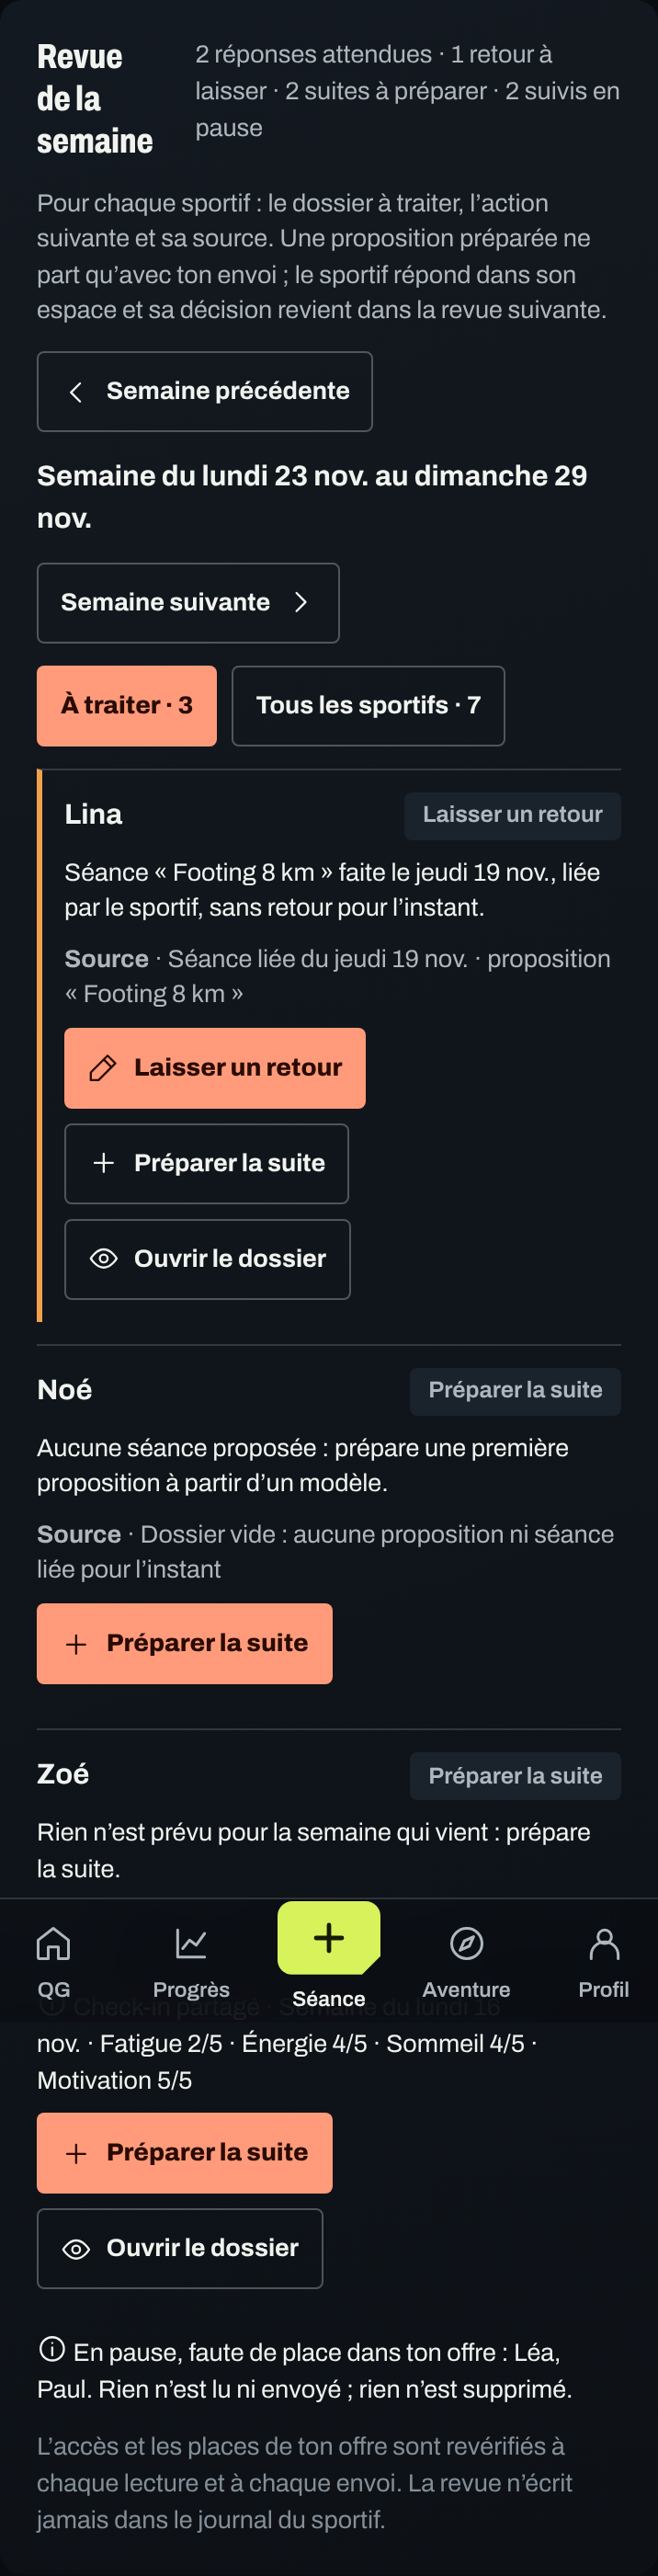 Revue
de la
semaine
2 réponses attendues · 1 retour à
laisser · 2 suites à préparer · 2 suivis en
pause
Pour chaque sportif : le dossier à traiter, l’action
suivante et sa source. Une proposition préparée ne
part qu’avec ton envoi ; le sportif répond dans son
espace et sa décision revient dans la revue suivante.
Semaine précédente
Semaine du lundi 23 nov. au dimanche 29
nov.
Semaine suivante
À traiter · 3
Tous les sportifs · 7
Lina
Laisser un retour
Séance « Footing 8 km » faite le jeudi 19 nov., liée
par le sportif, sans retour pour l’instant.
Source · Séance liée du jeudi 19 nov. · proposition
« Footing 8 km »
Laisser un retour
Préparer la suite
Ouvrir le dossier
Noé
Préparer la suite
Aucune séance proposée : prépare une première
proposition à partir d’un modèle.
Source · Dossier vide : aucune proposition ni séance
liée pour l’instant
Préparer la suite
Zoé
Préparer la suite
Rien n’est prévu pour la semaine qui vient : prépare
la suite.
QG
Progrès
Séance
Aventure
Profil
Check-in partagé · Semaine du lundi 16
nov. · Fatigue 2/5 · Énergie 4/5 · Sommeil 4/5 ·
Motivation 5/5
Préparer la suite
Ouvrir le dossier
En pause, faute de place dans ton offre : Léa,
Paul. Rien n’est lu ni envoyé ; rien n’est supprimé.
L’accès et les places de ton offre sont revérifiés à
chaque lecture et à chaque envoi. La revue n’écrit
jamais dans le journal du sportif.